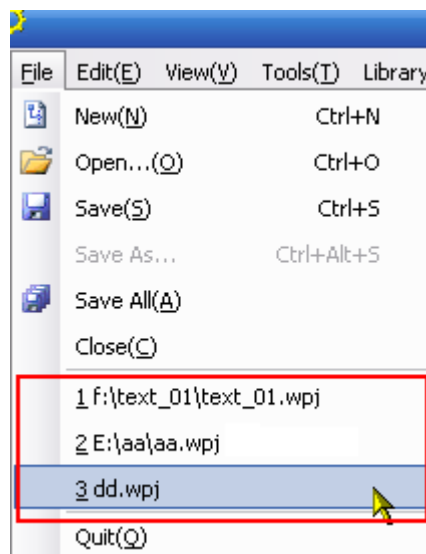 File Edit(E) View(V) Tools(T) Library
New(N) Ctrl+N
Open...(O) Ctrl+O
Save(S) Ctrl+S
Save As... Ctrl+Alt+S
Save All(A)
Close(C)
1 f:\text_01\text_01.wpj
2 E:\aa\aa.wpj
3 dd.wpj
Quit(Q)